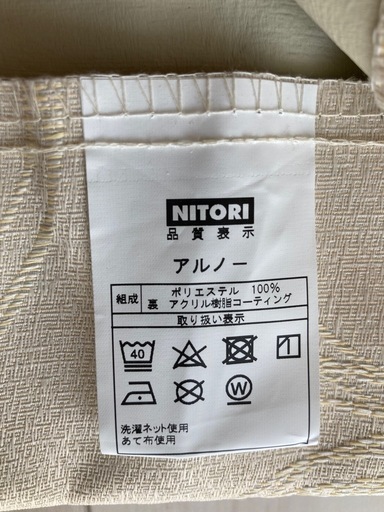 NITORI
品質表示
アルノー
組成 ポリエステル 100%
裏 アクリル樹脂コーティング
取り扱い表示
40
W
洗濯ネット使用
あて布使用